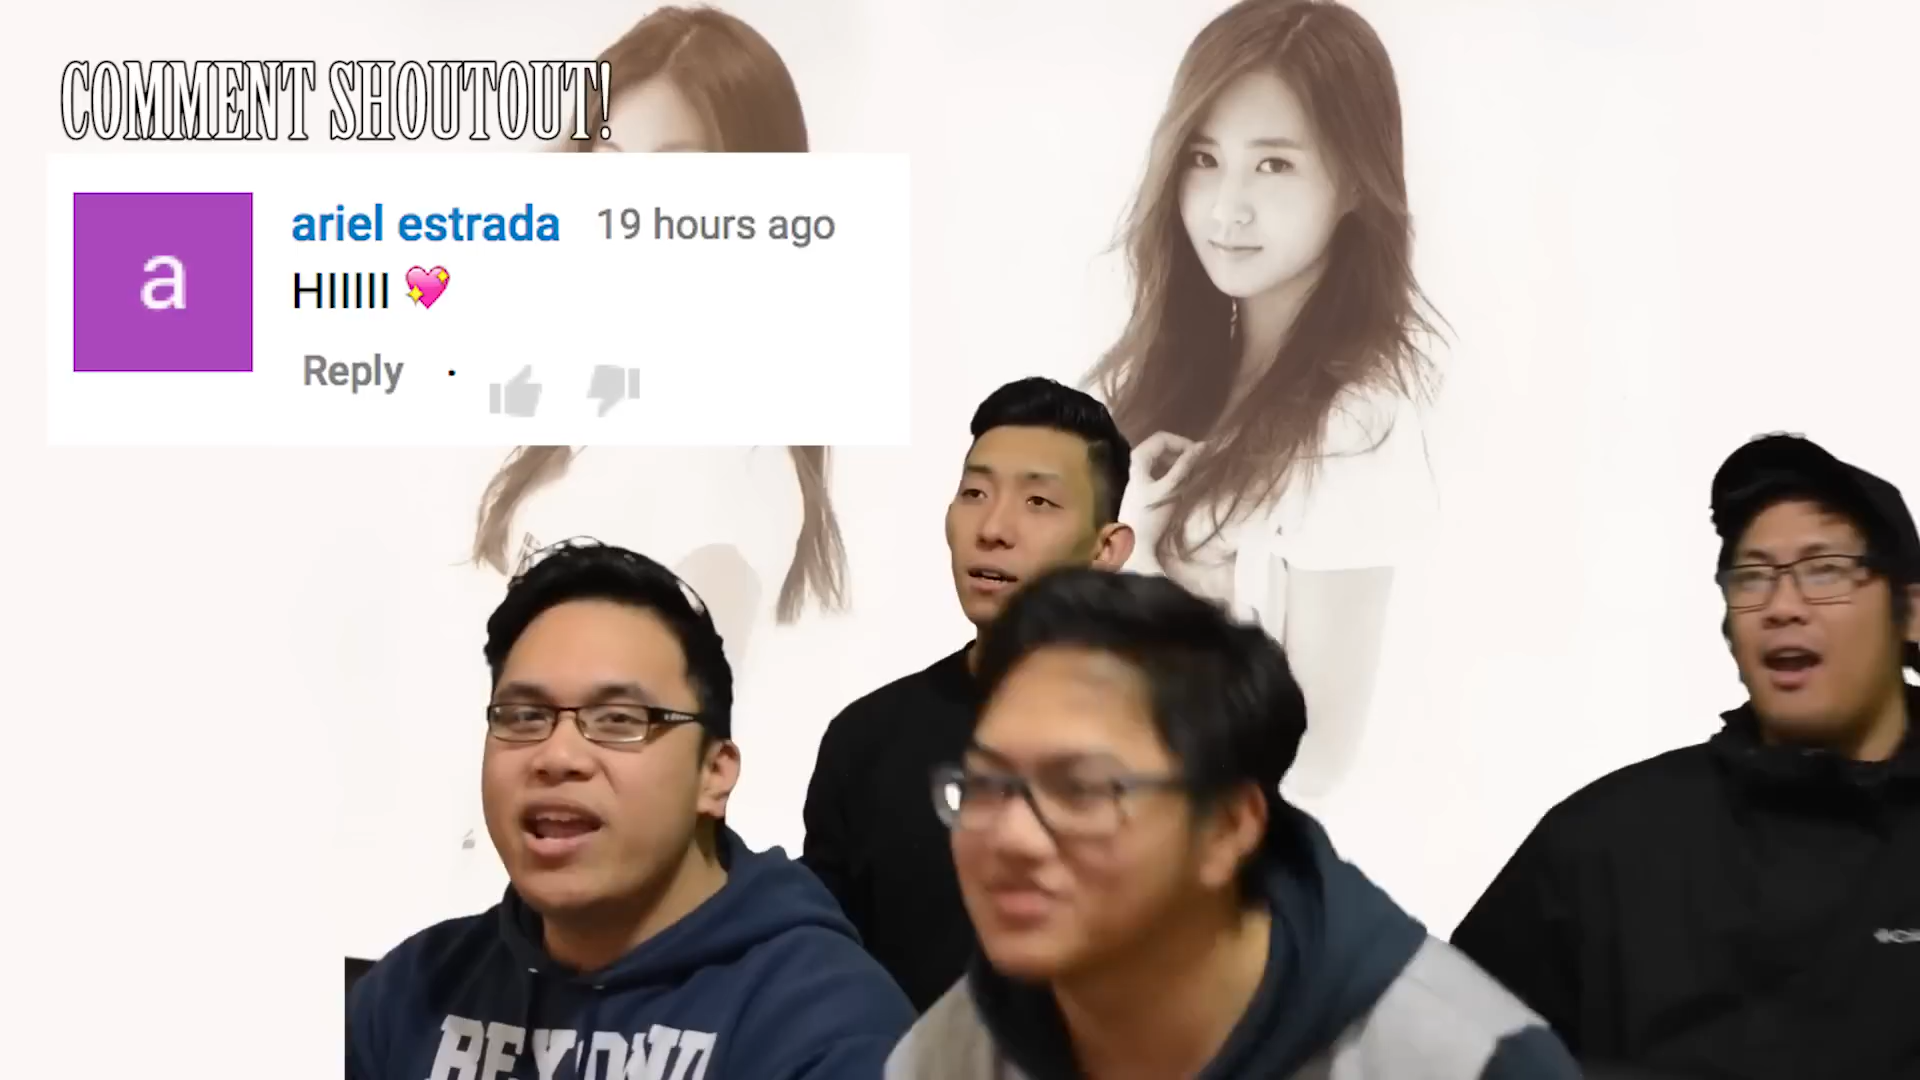 COMMENT SHOUTOUT!
a
ariel estrada 19 hours ago
HIIIII 💖
Reply ·
BEYOND